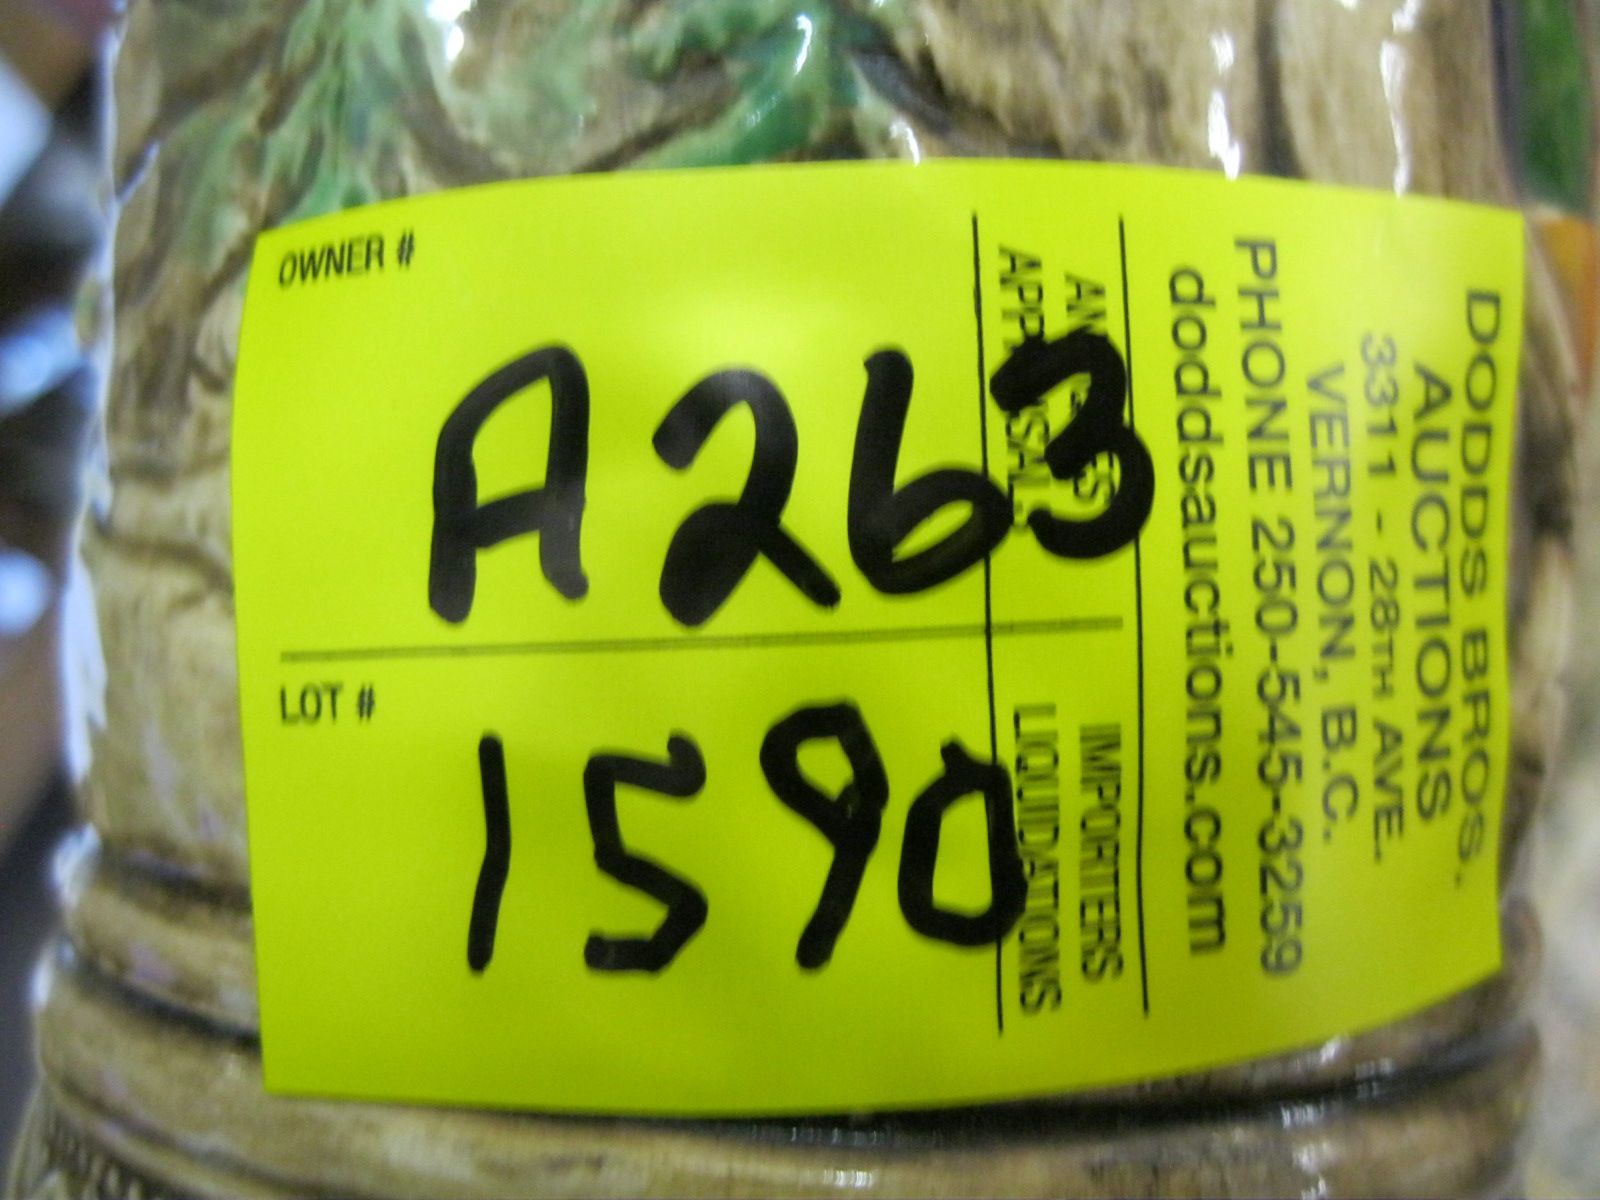 OWNER #
A263
LOT #
1590
DODDS BROS.
AUCTIONS
3311 - 28TH AVE.
VERNON, B.C.
PHONE 250-545-3259
doddsauctions.com
IMPORTERS
LIQUIDATIONS